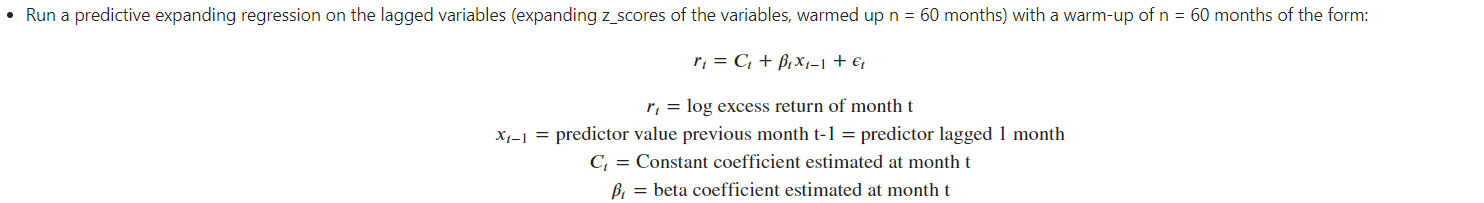 • Run a predictive expanding regression on the lagged variables (expanding z_scores of the variables, warmed up n = 60 months) with a warm-up of n = 60 months of the form:
rₜ = Cₜ + βₜxₜ₋₁ + ϵₜ
rₜ = log excess return of month t
xₜ₋₁ = predictor value previous month t-1 = predictor lagged 1 month
Cₜ = Constant coefficient estimated at month t
βₜ = beta coefficient estimated at month t